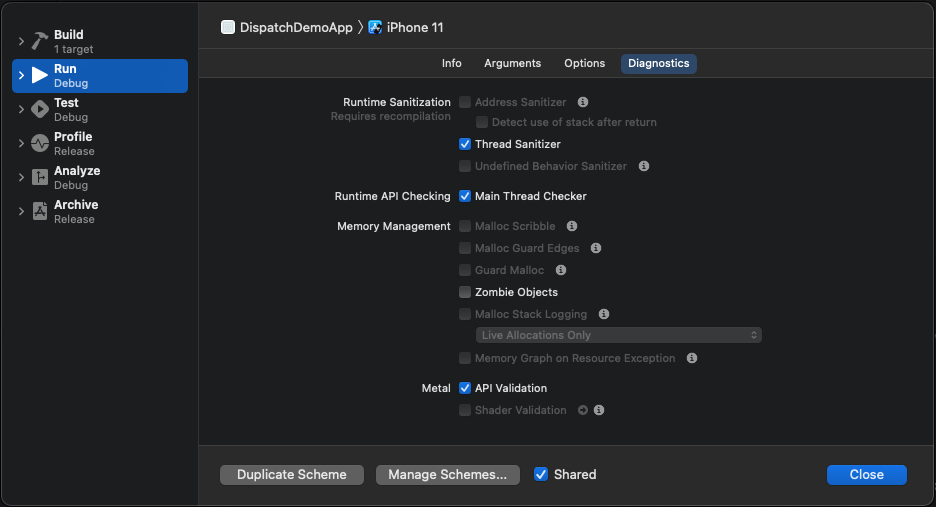 DispatchDemoApp 〉 iPhone 11
Build
1 target
Run
Debug
Test
Debug
Profile
Release
Analyze
Debug
Archive
Release
Info Arguments Options Diagnostics
Runtime Sanitization Address Sanitizer
Requires recompilation Detect use of stack after return
Thread Sanitizer
Undefined Behavior Sanitizer
Runtime API Checking Main Thread Checker
Memory Management Malloc Scribble
Malloc Guard Edges
Guard Malloc
Zombie Objects
Malloc Stack Logging
Live Allocations Only
Memory Graph on Resource Exception
Metal API Validation
Shader Validation
Duplicate Scheme Manage Schemes... Shared Close